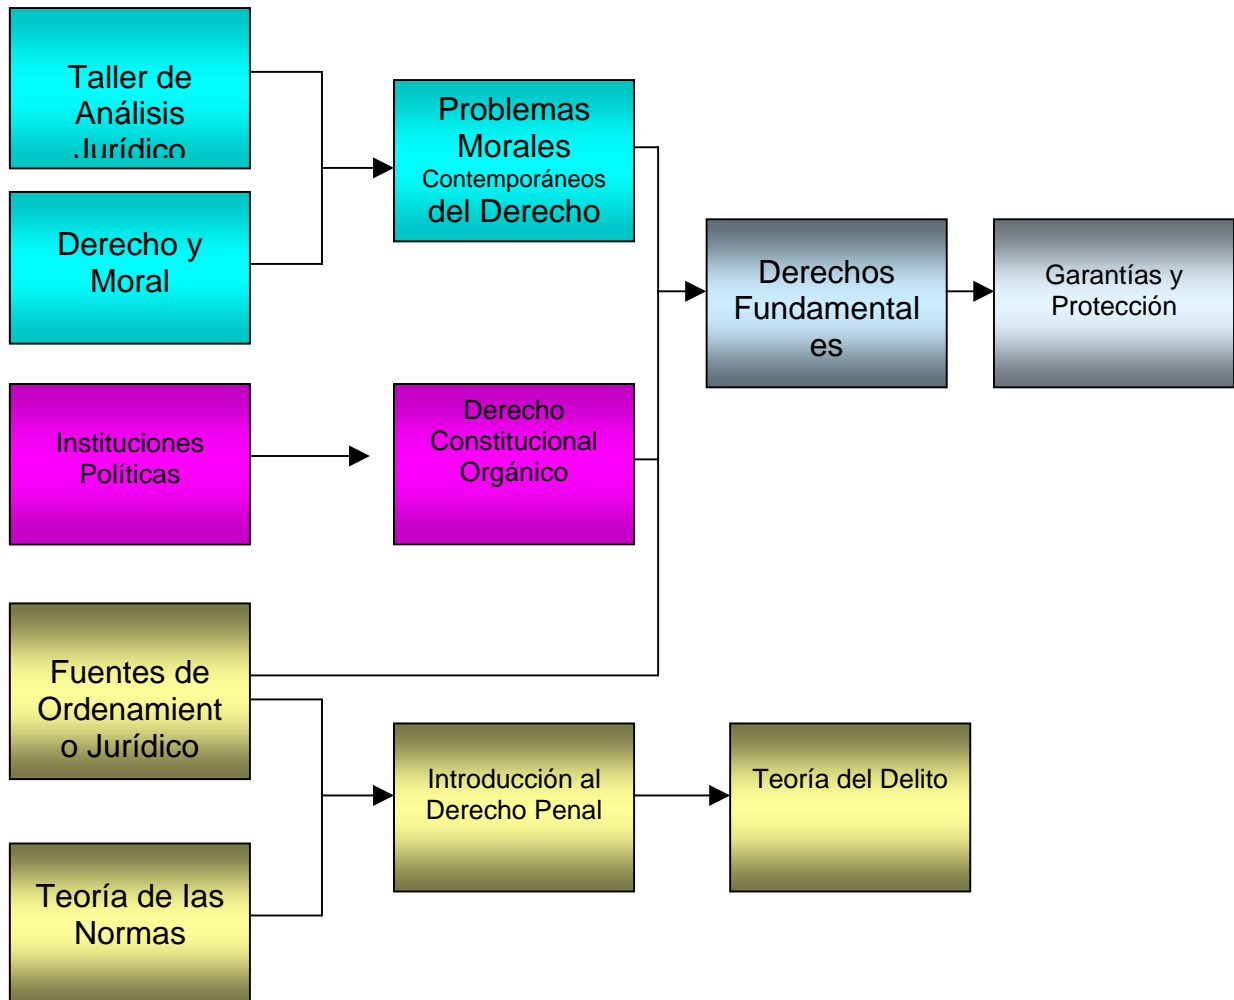 Taller de
Análisis
Jurídico
Derecho y
Moral
Problemas
Morales
Contemporáneos
del Derecho
Derechos
Fundamental
es
Garantías y
Protección
Instituciones
Políticas
Derecho
Constitucional
Orgánico
Fuentes de
Ordenamient
o Jurídico
Introducción al
Derecho Penal
Teoría del Delito
Teoría de las
Normas